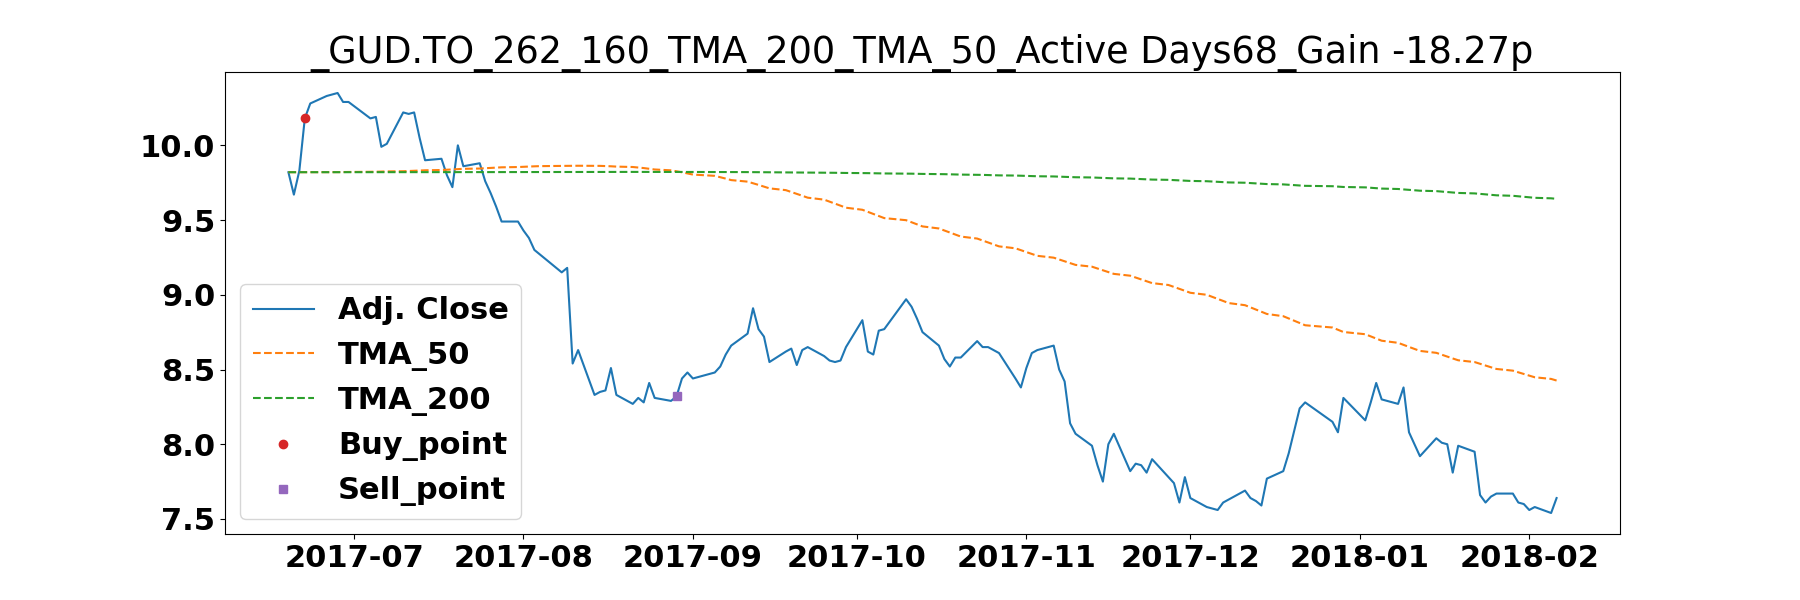 _GUD.TO_262_160_TMA_200_TMA_50_Active Days68_Gain -18.27p
10.0
9.5
9.0
8.5
8.0
7.5
Adj. Close
TMA_50
TMA_200
Buy_point
Sell_point
2017-07 2017-08 2017-09 2017-10 2017-11 2017-12 2018-01 2018-02